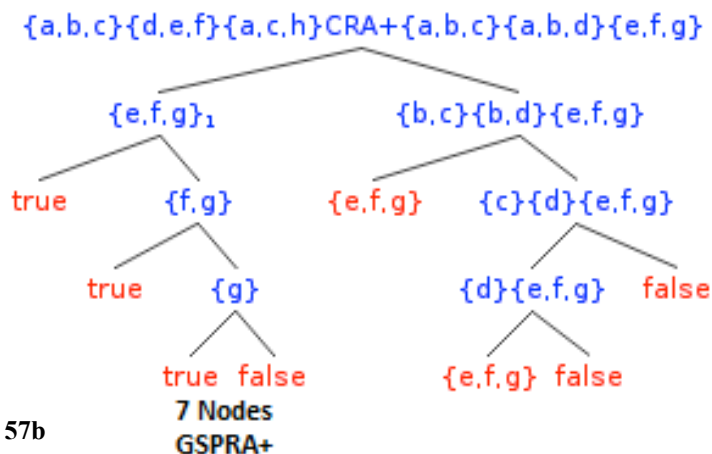 {a,b,c}{d,e,f}{a,c,h}CRA+{a,b,c}{a,b,d}{e,f,g}
{e,f,g}₁ {b,c}{b,d}{e,f,g}
true {f,g} {e,f,g} {c}{d}{e,f,g}
true {g} {d}{e,f,g} false
true false {e,f,g} false
7 Nodes
57b
GSPRA+